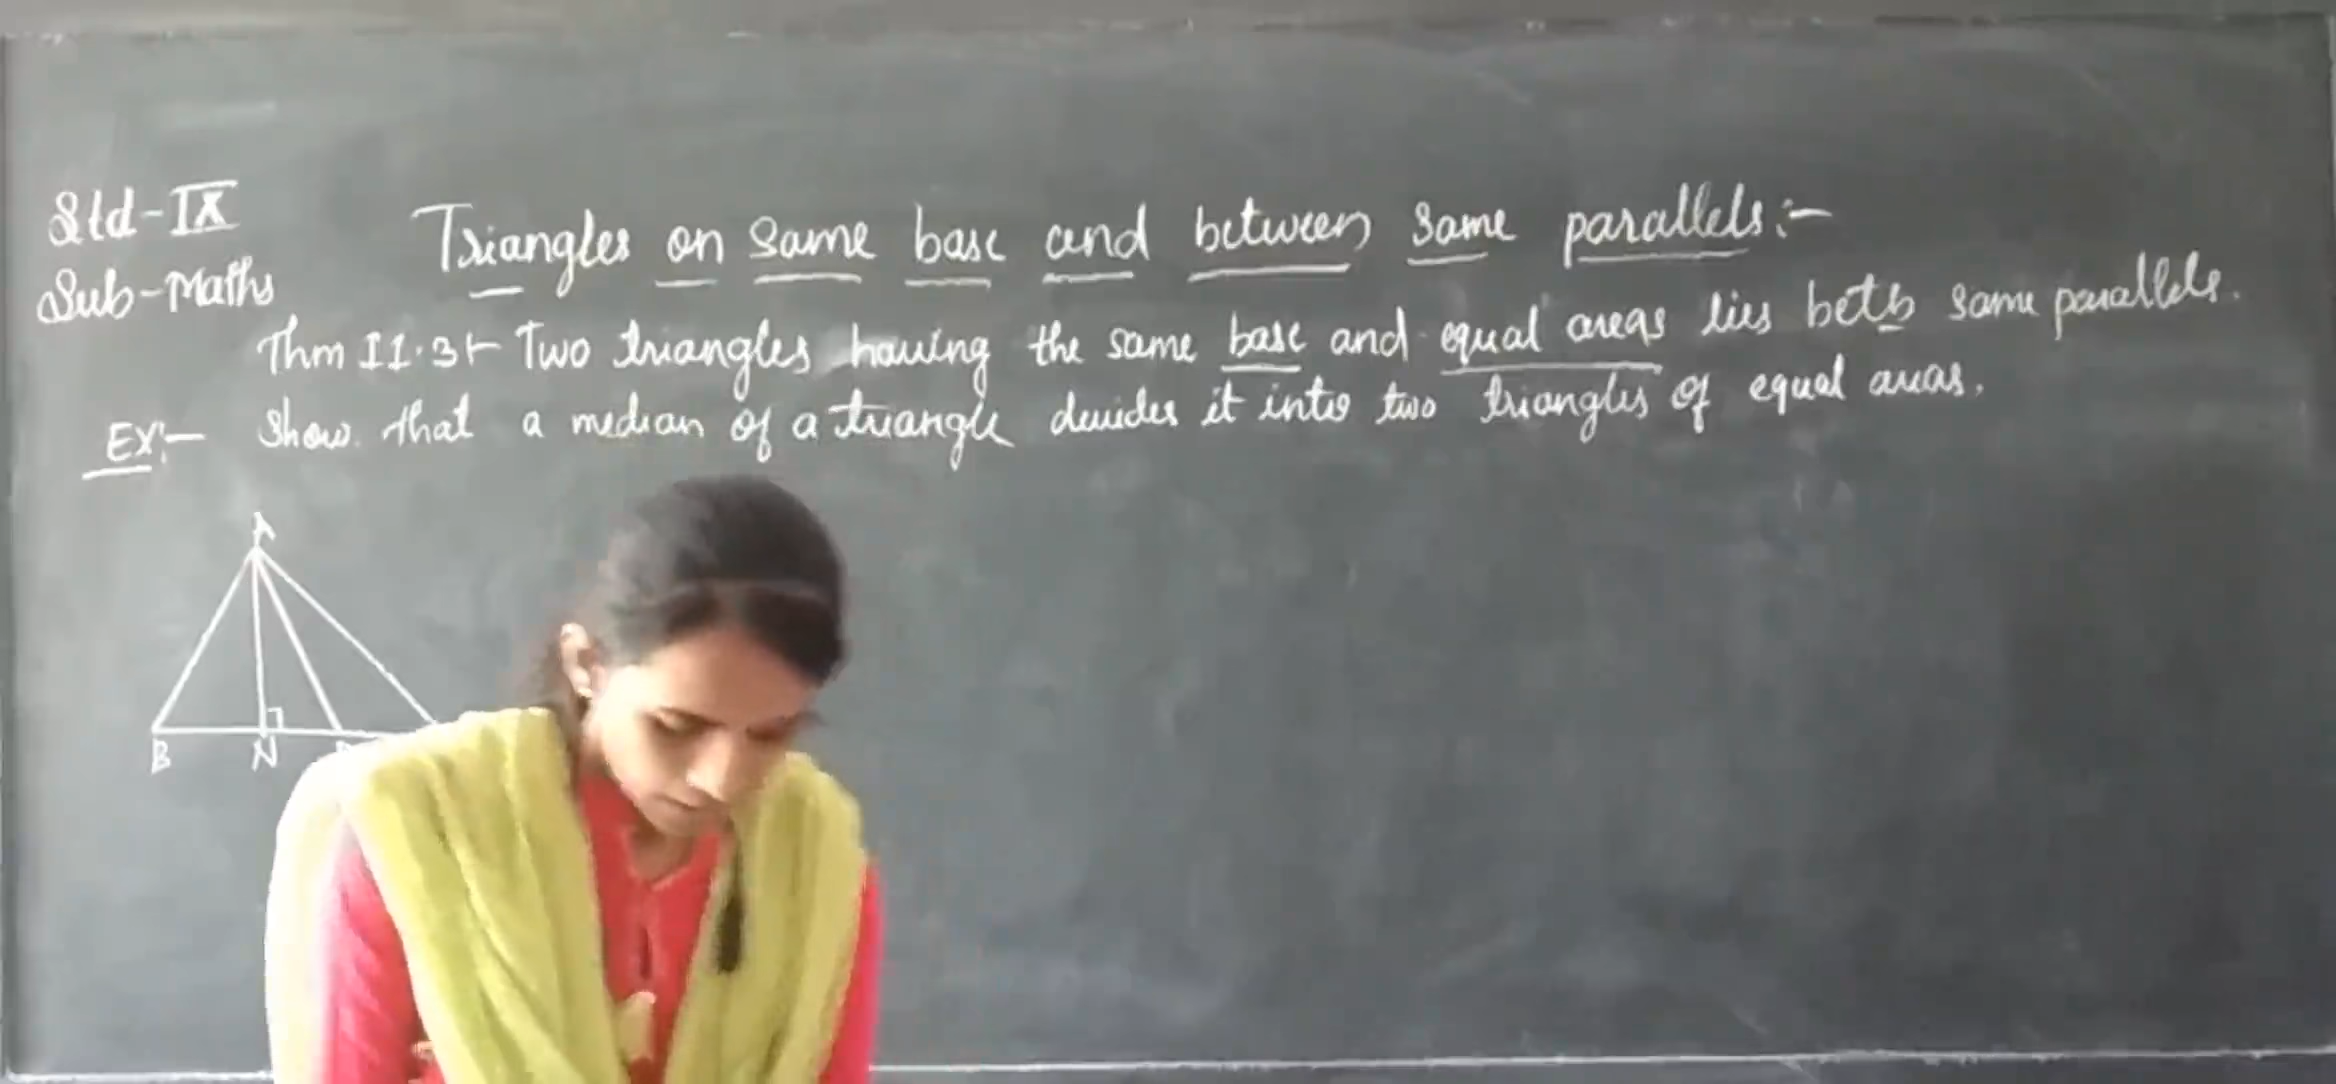 Std-IX
Sub-Maths
Triangles on same base and between same parallels:-
Thm 11.3:- Two triangles having the same base and equal areas lies betn same parallels.
Ex:- Show that a median of a triangle devides it into two triangles of equal areas.
A
B N D